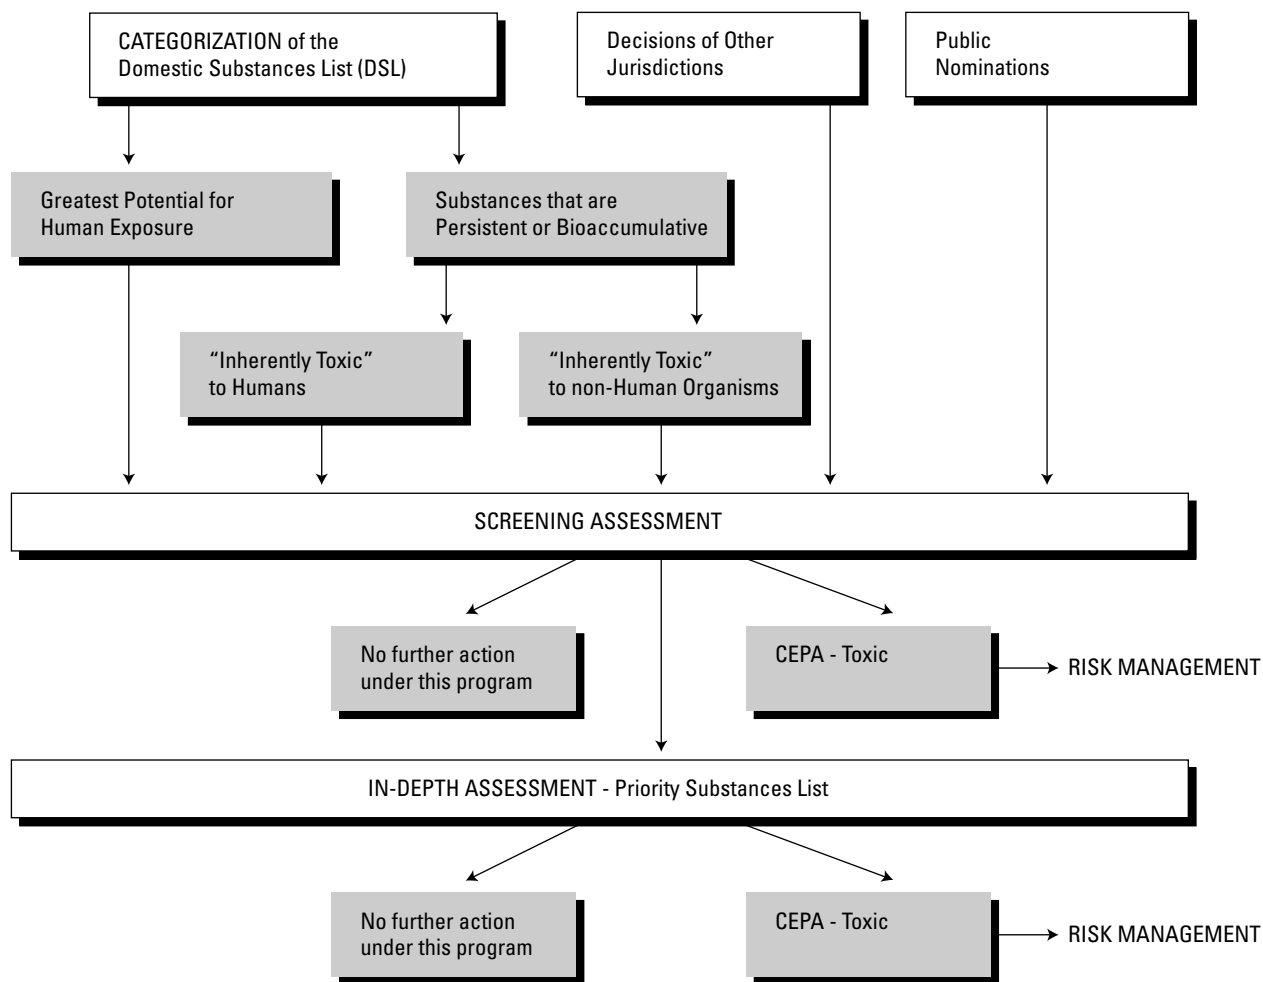 CATEGORIZATION of the
Domestic Substances List (DSL)
Decisions of Other
Jurisdictions
Public
Nominations
Greatest Potential for
Human Exposure
Substances that are
Persistent or Bioaccumulative
“Inherently Toxic”
to Humans
“Inherently Toxic”
to non-Human Organisms
SCREENING ASSESSMENT
No further action
under this program
CEPA - Toxic
RISK MANAGEMENT
IN-DEPTH ASSESSMENT - Priority Substances List
No further action
under this program
CEPA - Toxic
RISK MANAGEMENT